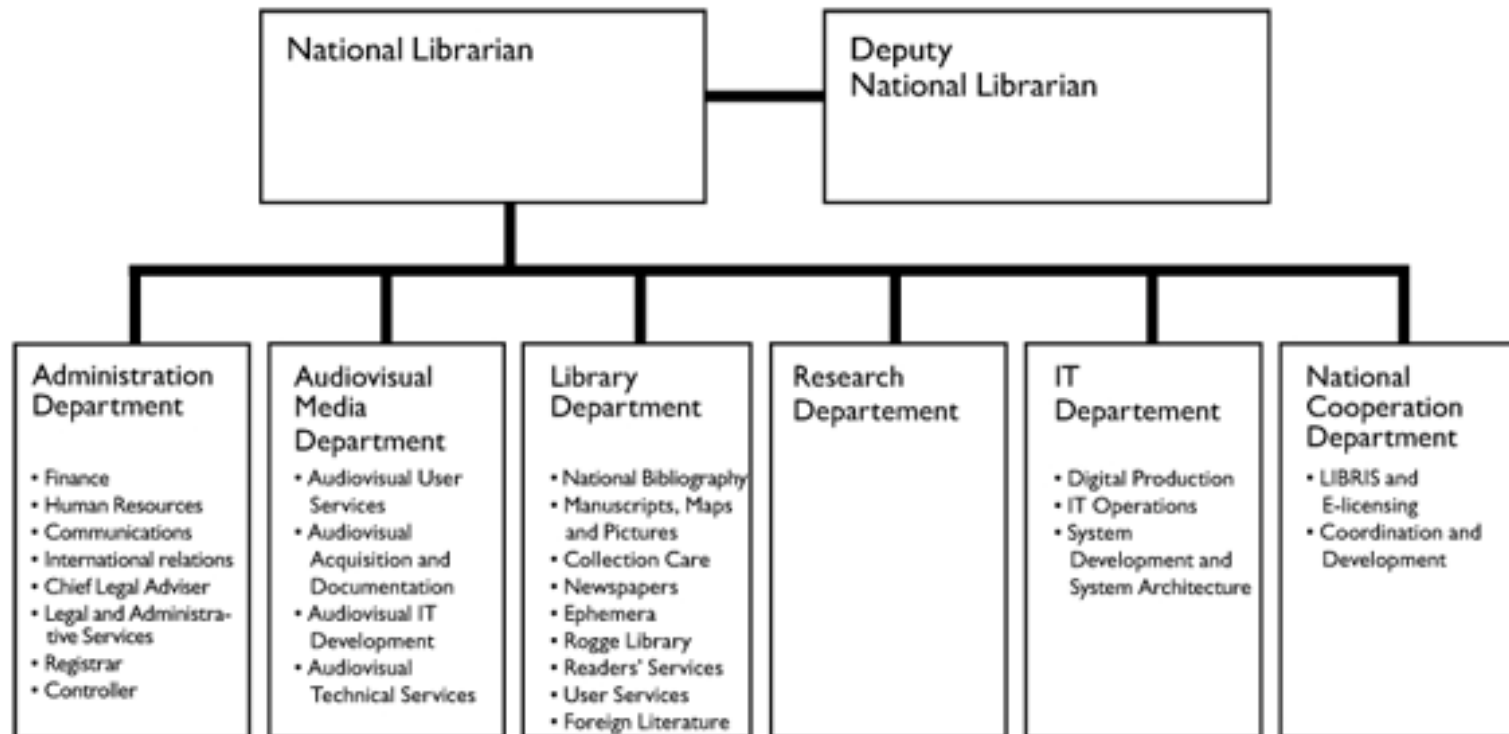 National Librarian
Deputy
National Librarian
Administration
Department
• Finance
• Human Resources
• Communications
• International relations
• Chief Legal Adviser
• Legal and Administra-
tive Services
• Registrar
• Controller
Audiovisual
Media
Department
• Audiovisual User
Services
• Audiovisual
Acquisition and
Documentation
• Audiovisual IT
Development
• Audiovisual
Technical Services
Library
Department
• National Bibliography
• Manuscripts, Maps
and Pictures
• Collection Care
• Newspapers
• Ephemera
• Rogge Library
• Readers' Services
• User Services
• Foreign Literature
Research
Departement
IT
Departement
• Digital Production
• IT Operations
• System
Development and
System Architecture
National
Cooperation
Department
• LIBRIS and
E-licensing
• Coordination and
Development